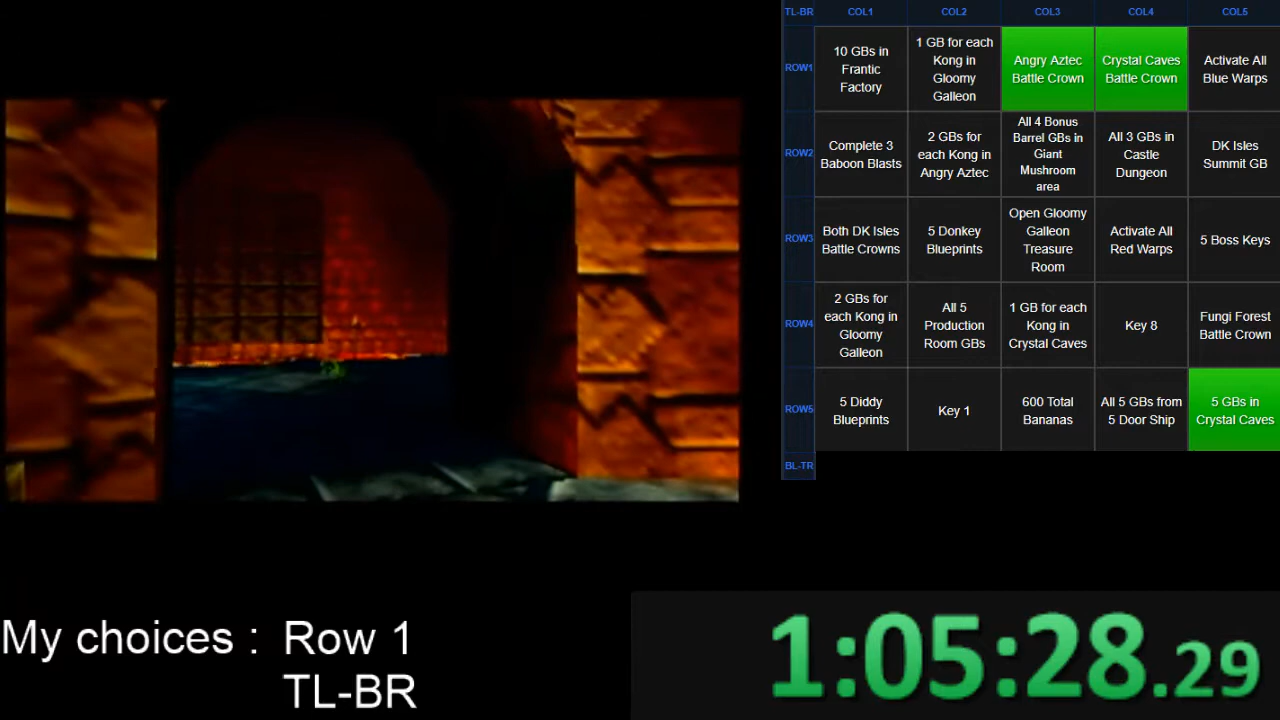 TL-BR COL1 COL2 COL3 COL4 COL5
ROW1
10 GBs in
Frantic
Factory
1 GB for each
Kong in
Gloomy
Galleon
Angry Aztec
Battle Crown
Crystal Caves
Battle Crown
Activate All
Blue Warps
ROW2
Complete 3
Baboon Blasts
2 GBs for
each Kong in
Angry Aztec
All 4 Bonus
Barrel GBs in
Giant
Mushroom
area
All 3 GBs in
Castle
Dungeon
DK Isles
Summit GB
ROW3
Both DK Isles
Battle Crowns
5 Donkey
Blueprints
Open Gloomy
Galleon
Treasure
Room
Activate All
Red Warps
5 Boss Keys
ROW4
2 GBs for
each Kong in
Gloomy
Galleon
All 5
Production
Room GBs
1 GB for each
Kong in
Crystal Caves
Key 8
Fungi Forest
Battle Crown
ROW5
5 Diddy
Blueprints
Key 1
600 Total
Bananas
All 5 GBs from
5 Door Ship
5 GBs in
Crystal Caves
BL-TR
My choices : Row 1
TL-BR
1:05:28.29